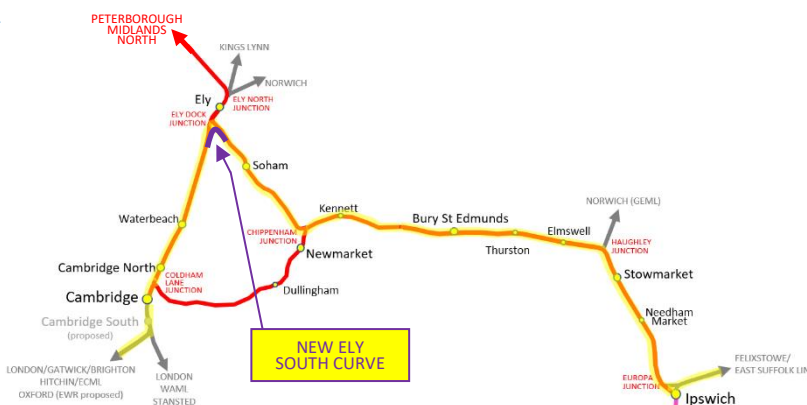 PETERBOROUGH
MIDLANDS
NORTH
KINGS LYNN
NORWICH
Ely
ELY NORTH
JUNCTION
ELY DOCK
JUNCTION
Soham
Kennett
Bury St Edmunds
NORWICH (GEML)
Waterbeach
CHIPPENHAM
JUNCTION
Newmarket
Thurston
Elmswell
HAUGHLEY
JUNCTION
Cambridge North
COLDHAM
LANE
JUNCTION
Dullingham
Stowmarket
Cambridge
Cambridge South
(proposed)
Needham
Market
NEW ELY
SOUTH CURVE
LONDON/GATWICK/BRIGHTON
HITCHIN/ECML
OXFORD (EWR proposed)
LONDON
WAML
STANSTED
EUROPA
JUNCTION
FELIXSTOWE/
EAST SUFFOLK LIN
Ipswich